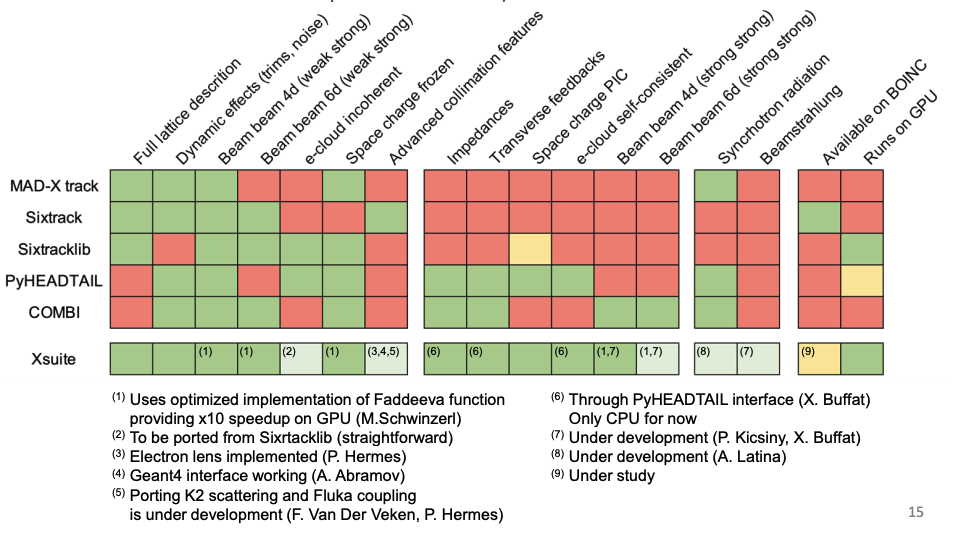 Full lattice descrition
Dynamic effects (trims, noise)
Beam beam 4d (weak strong)
Beam beam 6d (weak strong)
e-cloud incoherent
Space charge frozen
Advanced collimation features
Impedances
Transverse feedbacks
Space charge PIC
e-cloud self-consistent
Beam beam 4d (strong strong)
Beam beam 6d (strong strong)
Syncrhotron radiation
Beamstrahlung
Available on BOINC
Runs on GPU
MAD-X track
Sixtrack
Sixtracklib
PyHEADTAIL
COMBI
Xsuite (1) (1) (2) (1) (3,4,5) (6) (6) (6) (1,7) (1,7) (8) (7) (9)
(1) Uses optimized implementation of Faddeeva function
providing x10 speedup on GPU (M.Schwinzerl)
(2) To be ported from Sixrtacklib (straightforward)
(3) Electron lens implemented (P. Hermes)
(4) Geant4 interface working (A. Abramov)
(5) Porting K2 scattering and Fluka coupling
is under development (F. Van Der Veken, P. Hermes)
(6) Through PyHEADTAIL interface (X. Buffat)
Only CPU for now
(7) Under development (P. Kicsiny, X. Buffat)
(8) Under development (A. Latina)
(9) Under study
15